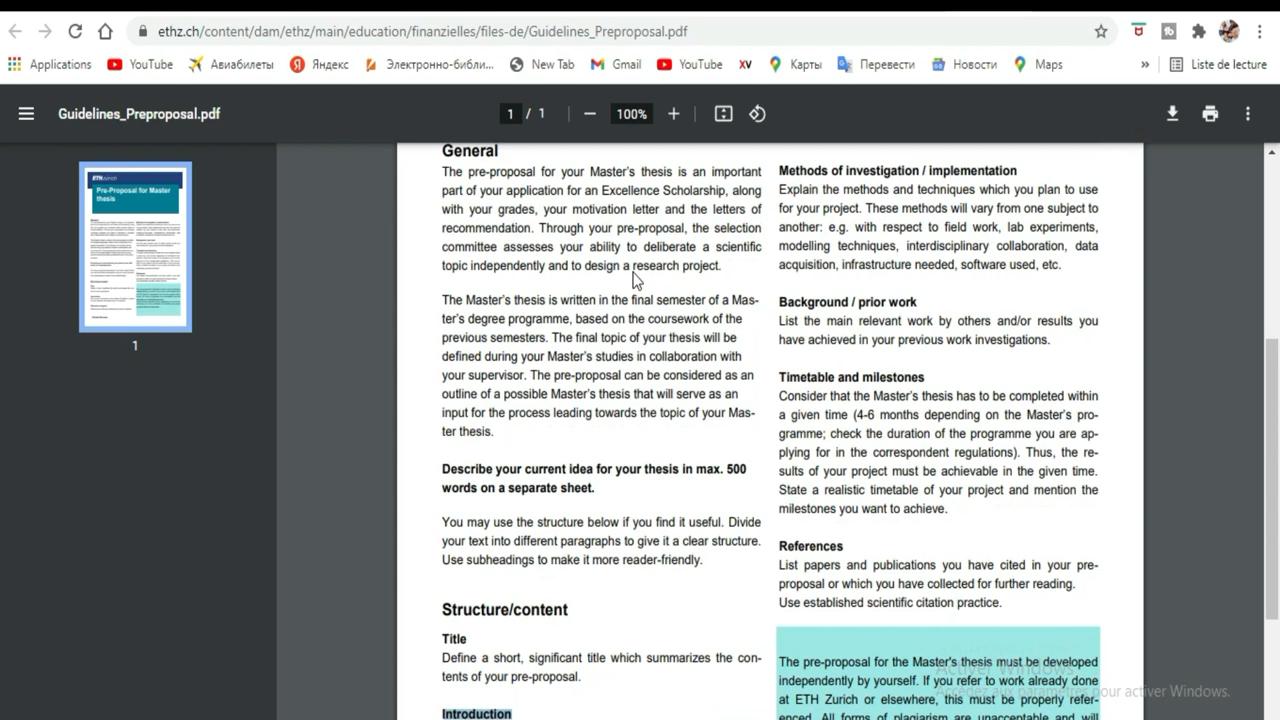 ethz.ch/content/dam/ethz/main/education/finanzielles/files-de/Guidelines_Preproposal.pdf
Applications YouTube Авиабилеты Яндекс Электронно-библи... New Tab Gmail YouTube XV Карты Перевести Новости Maps » Liste de lecture
Guidelines_Preproposal.pdf 1 / 1 100%
ETH zürich
Pre-Proposal for Master
thesis
1
General
The pre-proposal for your Master's thesis is an important
part of your application for an Excellence Scholarship, along
with your grades, your motivation letter and the letters of
recommendation. Through your pre-proposal, the selection
committee assesses your ability to deliberate a scientific
topic independently and to design a research project.
The Master's thesis is written in the final semester of a Mas-
ter's degree programme, based on the coursework of the
previous semesters. The final topic of your thesis will be
defined during your Master's studies in collaboration with
your supervisor. The pre-proposal can be considered as an
outline of a possible Master's thesis that will serve as an
input for the process leading towards the topic of your Mas-
ter thesis.
Describe your current idea for your thesis in max. 500
words on a separate sheet.
You may use the structure below if you find it useful. Divide
your text into different paragraphs to give it a clear structure.
Use subheadings to make it more reader-friendly.
Structure/content
Title
Define a short, significant title which summarizes the con-
tents of your pre-proposal.
Introduction
Methods of investigation / implementation
Explain the methods and techniques which you plan to use
for your project. These methods will vary from one subject to
another: e.g. with respect to field work, lab experiments,
modelling techniques, interdisciplinary collaboration, data
acquisition, infrastructure needed, software used, etc.
Background / prior work
List the main relevant work by others and/or results you
have achieved in your previous work investigations.
Timetable and milestones
Consider that the Master's thesis has to be completed within
a given time (4-6 months depending on the Master's pro-
gramme; check the duration of the programme you are ap-
plying for in the correspondent regulations). Thus, the re-
sults of your project must be achievable in the given time.
State a realistic timetable of your project and mention the
milestones you want to achieve.
References
List papers and publications you have cited in your pre-
proposal or which you have collected for further reading.
Use established scientific citation practice.
The pre-proposal for the Master's thesis must be developed
independently by yourself. If you refer to work already done
at ETH Zurich or elsewhere, this must be properly refer-
enced. All forms of plagiarism are unacceptable and will
Activer Windows
Accédez aux paramètres pour activer Windows.